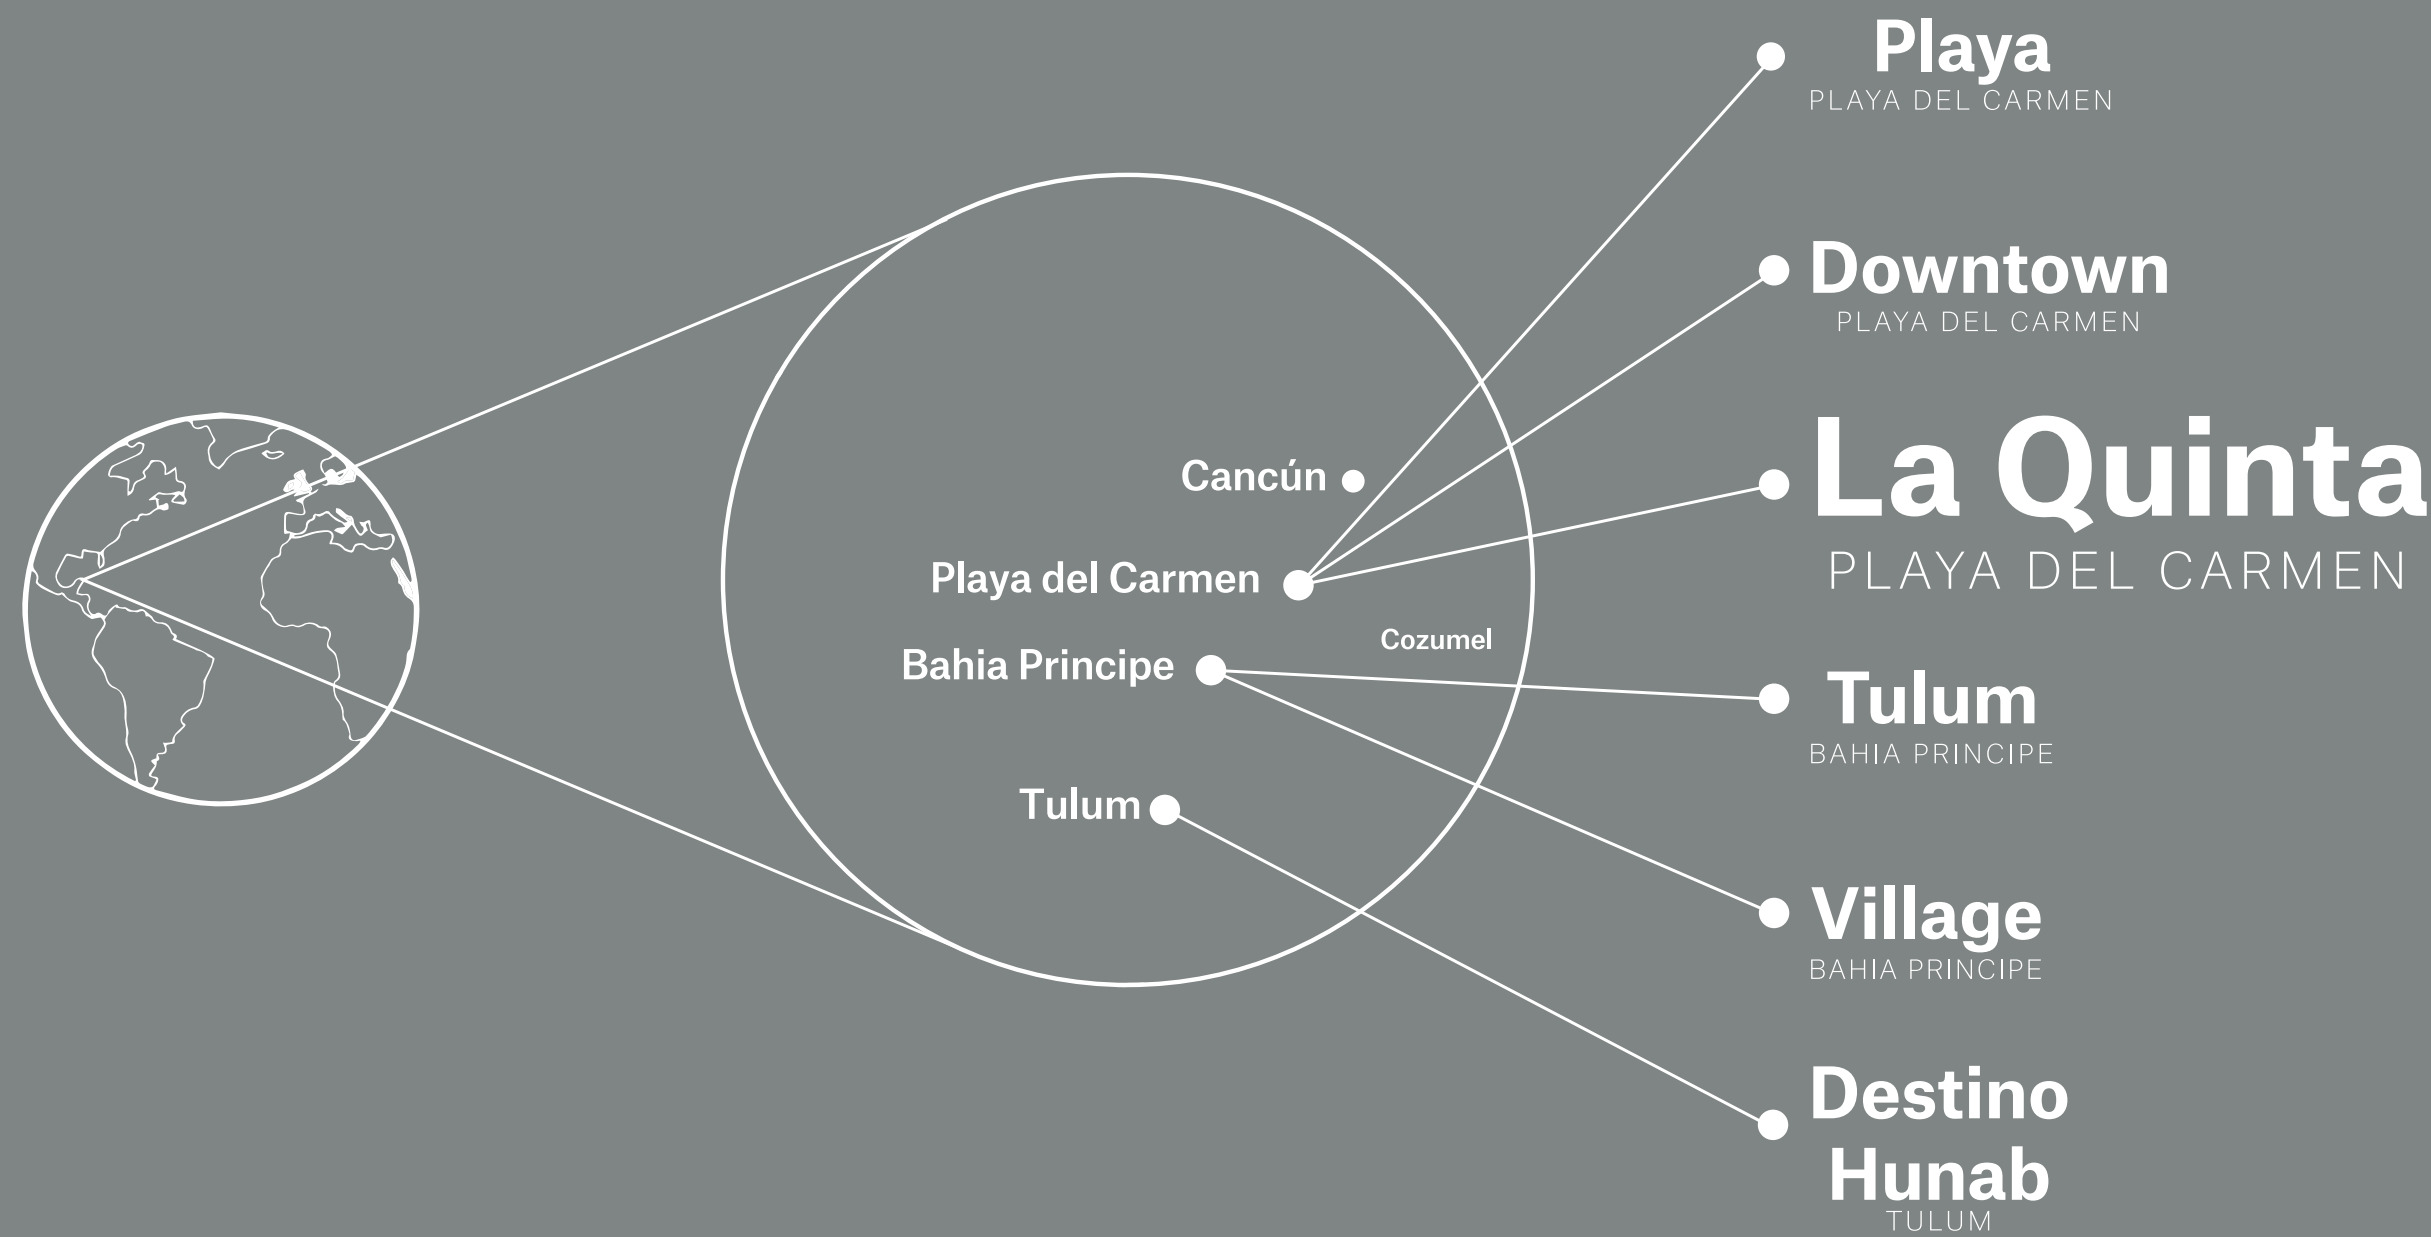 Playa
PLAYA DEL CARMEN
Downtown
PLAYA DEL CARMEN
La Quinta
PLAYA DEL CARMEN
Cancún
Playa del Carmen
Cozumel
Bahia Principe
Tulum
Tulum
BAHIA PRINCIPE
Village
BAHIA PRINCIPE
Destino
Hunab
TULUM